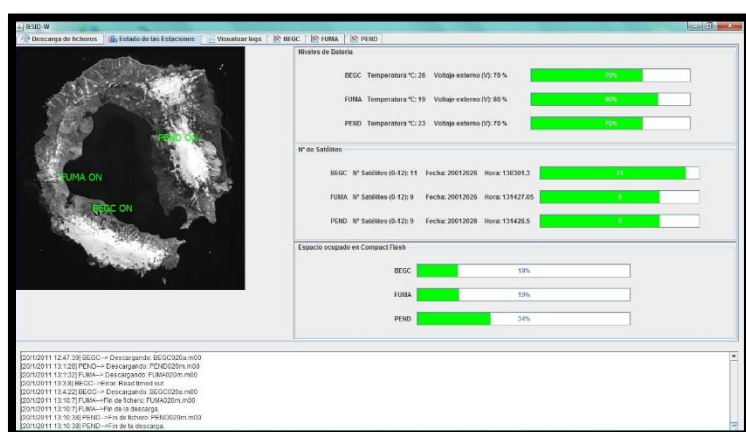 IESID-W
Descarga de ficheros Estado de las Estaciones Visualizar logs BEGC FUMA PEND
Niveles de Batería
BEGC Temperatura ºC: 26 Voltaje externo (V): 70 % 70%
FUMA Temperatura ºC: 19 Voltaje externo (V): 80 % 80%
PEND Temperatura ºC: 23 Voltaje externo (V): 70 % 70%
PEND ON
FUMA ON
BEGC ON
Nº de Satélites
BEGC Nº Satélites (0-12): 11 Fecha: 20012026 Hora: 130301.3 11
FUMA Nº Satélites (0-12): 9 Fecha: 20012026 Hora: 131427.05
PEND Nº Satélites (0-12): 9 Fecha: 20012026 Hora: 131428.5
Espacio ocupado en Compact Flash
BEGC 19%
FUMA 19%
PEND 34%
[20/1/2011 12:47:39] BEGC--> Descargando: BEGC020a.m00
[20/1/2011 13:1:28] PEND--> Descargando: PEND020m.m00
[20/1/2011 13:1:32] FUMA--> Descargando: FUMA020m.m00
[20/1/2011 13:3:8] BEGC-->Error: Read timed out
[20/1/2011 13:4:22] BEGC--> Descargando: BEGC020a.m00
[20/1/2011 13:10:7] FUMA-->Fin de fichero: FUMA020m.m00
[20/1/2011 13:10:7] FUMA-->Fin de la descarga.
[20/1/2011 13:10:38] PEND-->Fin de fichero: PEND020m.m00
[20/1/2011 13:10:38] PEND-->Fin de la descarga.